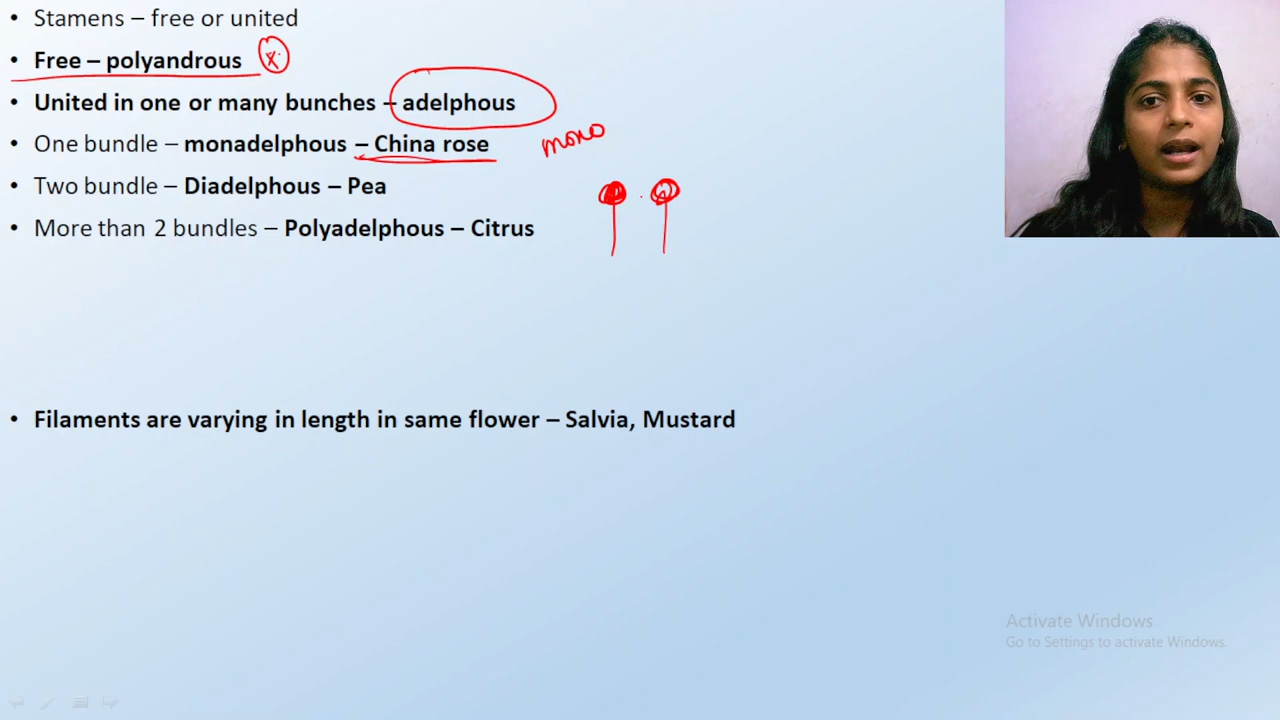 • Stamens – free or united
• Free – polyandrous
• United in one or many bunches – adelphous
• One bundle – monadelphous – China rose
mono
• Two bundle – Diadelphous – Pea
• More than 2 bundles – Polyadelphous – Citrus
• Filaments are varying in length in same flower – Salvia, Mustard
Activate Windows
Go to Settings to activate Windows.